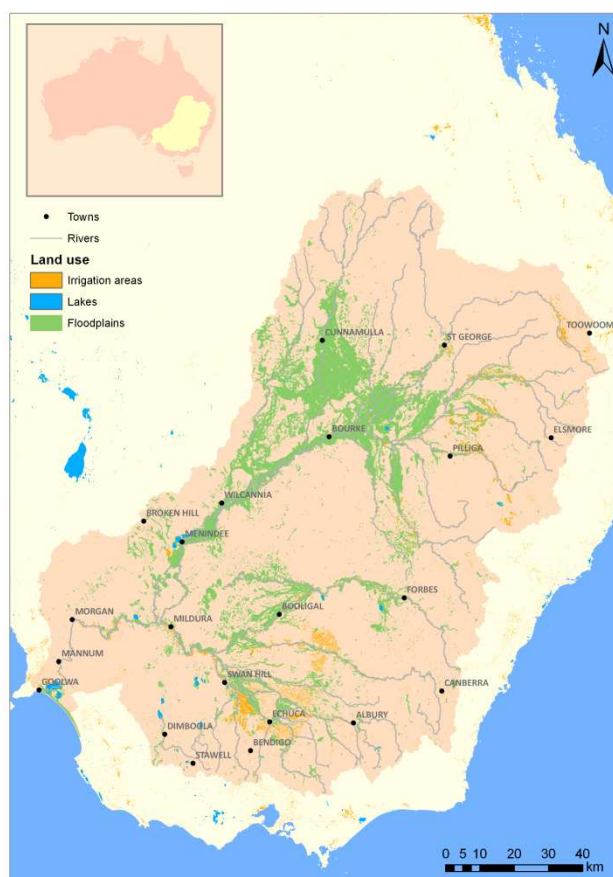 N
Towns
Rivers
Land use
Irrigation areas
Lakes
Floodplains
CUNNAMULLA
ST GEORGE
TOOWOOM
BOURKE
ELSMORE
PILLIGA
WILCANNIA
BROKEN HILL
MENINDEE
FORBES
BOOLIGAL
MORGAN
MILDURA
MANNUM
SWAN HILL
CANBERRA
GOOLWA
ECHUCA
ALBURY
DIMBOOLA
BENDIGO
STAWELL
0 5 10 20 30 40
km